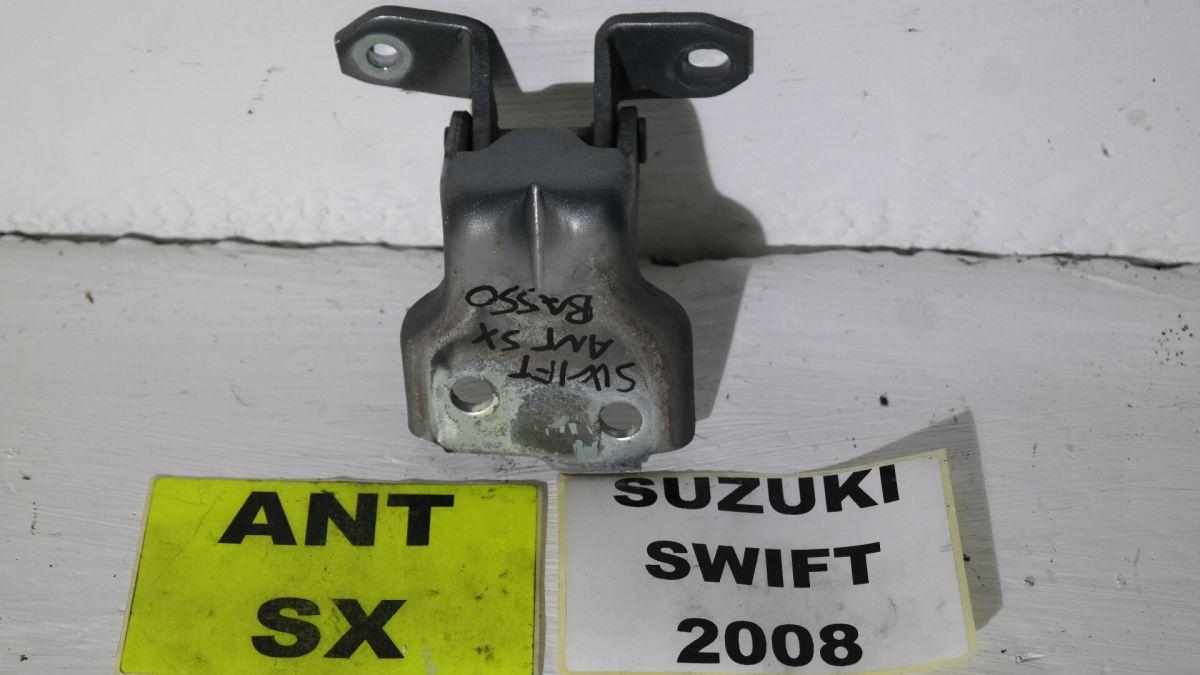 SWIFT
ANT SX
BASSO
ANT
SX
SUZUKI
SWIFT
2008